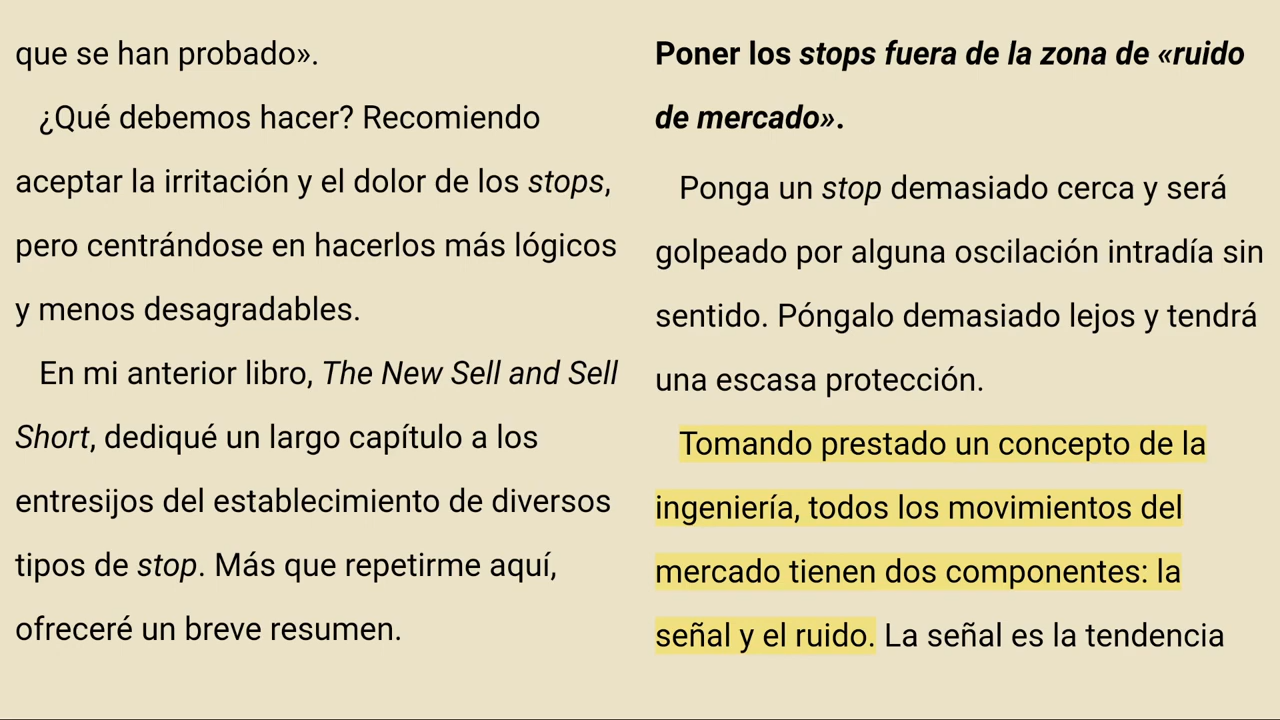 que se han probado».
¿Qué debemos hacer? Recomiendo
aceptar la irritación y el dolor de los stops,
pero centrándose en hacerlos más lógicos
y menos desagradables.
En mi anterior libro, The New Sell and Sell
Short, dediqué un largo capítulo a los
entresijos del establecimiento de diversos
tipos de stop. Más que repetirme aquí,
ofreceré un breve resumen.
Poner los stops fuera de la zona de «ruido
de mercado».
Ponga un stop demasiado cerca y será
golpeado por alguna oscilación intradía sin
sentido. Póngalo demasiado lejos y tendrá
una escasa protección.
Tomando prestado un concepto de la
ingeniería, todos los movimientos del
mercado tienen dos componentes: la
señal y el ruido. La señal es la tendencia